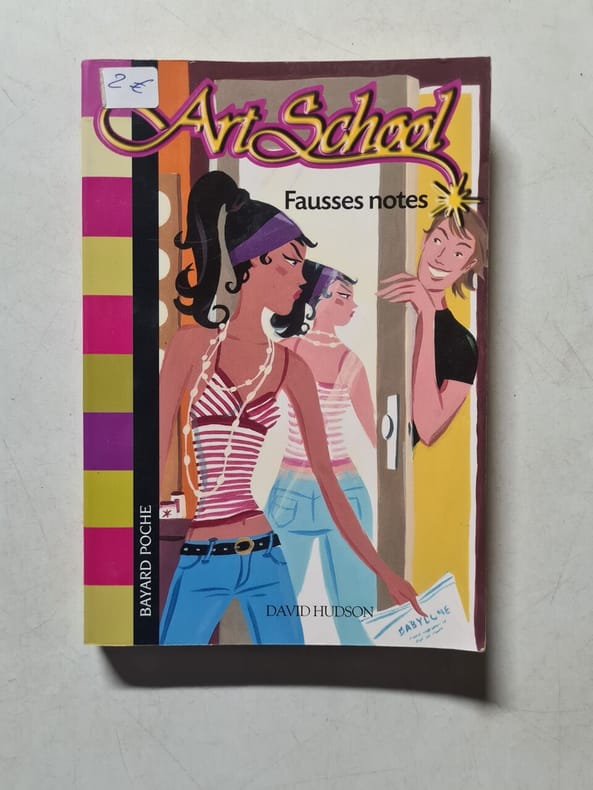 2 €
Art School
Fausses notes
BAYARD POCHE
DAVID HUDSON
BABYLONE